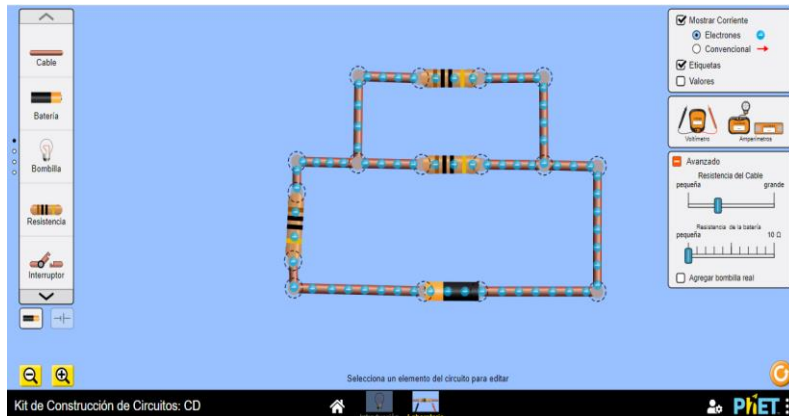 Cable
Batería
Bombilla
Resistencia
Interruptor
Mostrar Corriente
Electrones
Convencional
Etiquetas
Valores
Voltímetro
Amperímetros
Avanzado
Resistencia del Cable
pequeña grande
Resistencia de la batería
pequeña 10 Ω
Agregar bombilla real
Selecciona un elemento del circuito para editar
Kit de Construcción de Circuitos: CD
PhET